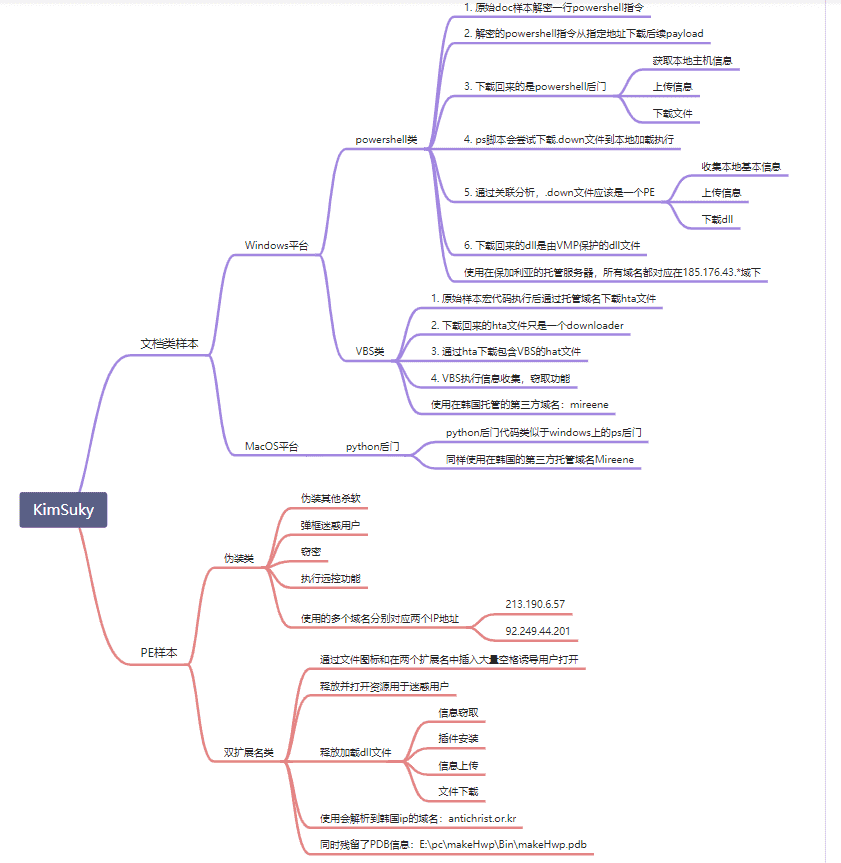 KimSuky
文档类样本
Windows平台
powershell类
1. 原始doc样本解密一行powershell指令
2. 解密的powershell指令从指定地址下载后续payload
3. 下载回来的是powershell后门
获取本地主机信息
上传信息
下载文件
4. ps脚本会尝试下载.down文件到本地加载执行
5. 通过关联分析，.down文件应该是一个PE
收集本地基本信息
上传信息
下载dll
6. 下载回来的dll是由VMP保护的dll文件
使用在保加利亚的托管服务器，所有域名都对应在185.176.43.*域下
VBS类
1. 原始样本宏代码执行后通过托管域名下载hta文件
2. 下载回来的hta文件只是一个downloader
3. 通过hta下载包含VBS的hat文件
4. VBS执行信息收集，窃取功能
使用在韩国托管的第三方域名：mireene
MacOS平台
python后门
python后门代码类似于windows上的ps后门
同样使用在韩国的第三方托管域名Mireene
PE样本
伪装类
伪装其他杀软
弹框迷惑用户
窃密
执行远控功能
使用的多个域名分别对应两个IP地址
213.190.6.57
92.249.44.201
双扩展名类
通过文件图标和在两个扩展名中插入大量空格诱导用户打开
释放并打开资源用于迷惑用户
释放加载dll文件
信息窃取
插件安装
信息上传
文件下载
使用会解析到韩国ip的域名：antichrist.or.kr
同时残留了PDB信息：E:\pc\makeHwp\Bin\makeHwp.pdb